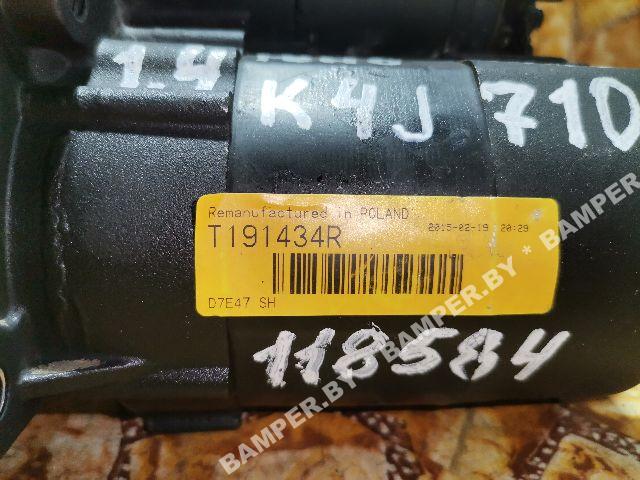 1.4 K4J 710
Remanufactured in POLAND
T191434R 2015-02-19 20:29
D7E47 SH
118584
BAMPER.BY * BAMPER.BY * BAMPER.BY